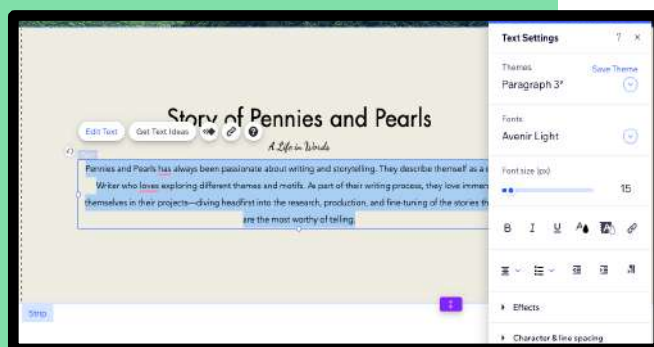 Text Settings ? ×
Themes Save Theme
Paragraph 3*
Story of Pennies and Pearls
Edit Text Get Text Ideas
A Life in Words
Fonts
Avenir Light
Pennies and Pearls has always been passionate about writing and storytelling. They describe themself as a
Writer who loves exploring different themes and motifs. As part of their writing process, they love immer
themselves in their projects—diving headfirst into the research, production, and fine-tuning of the stories th
are the most worthy of telling.
Font size (px)
15
B I U
Effects
Character & line spacing
Strip